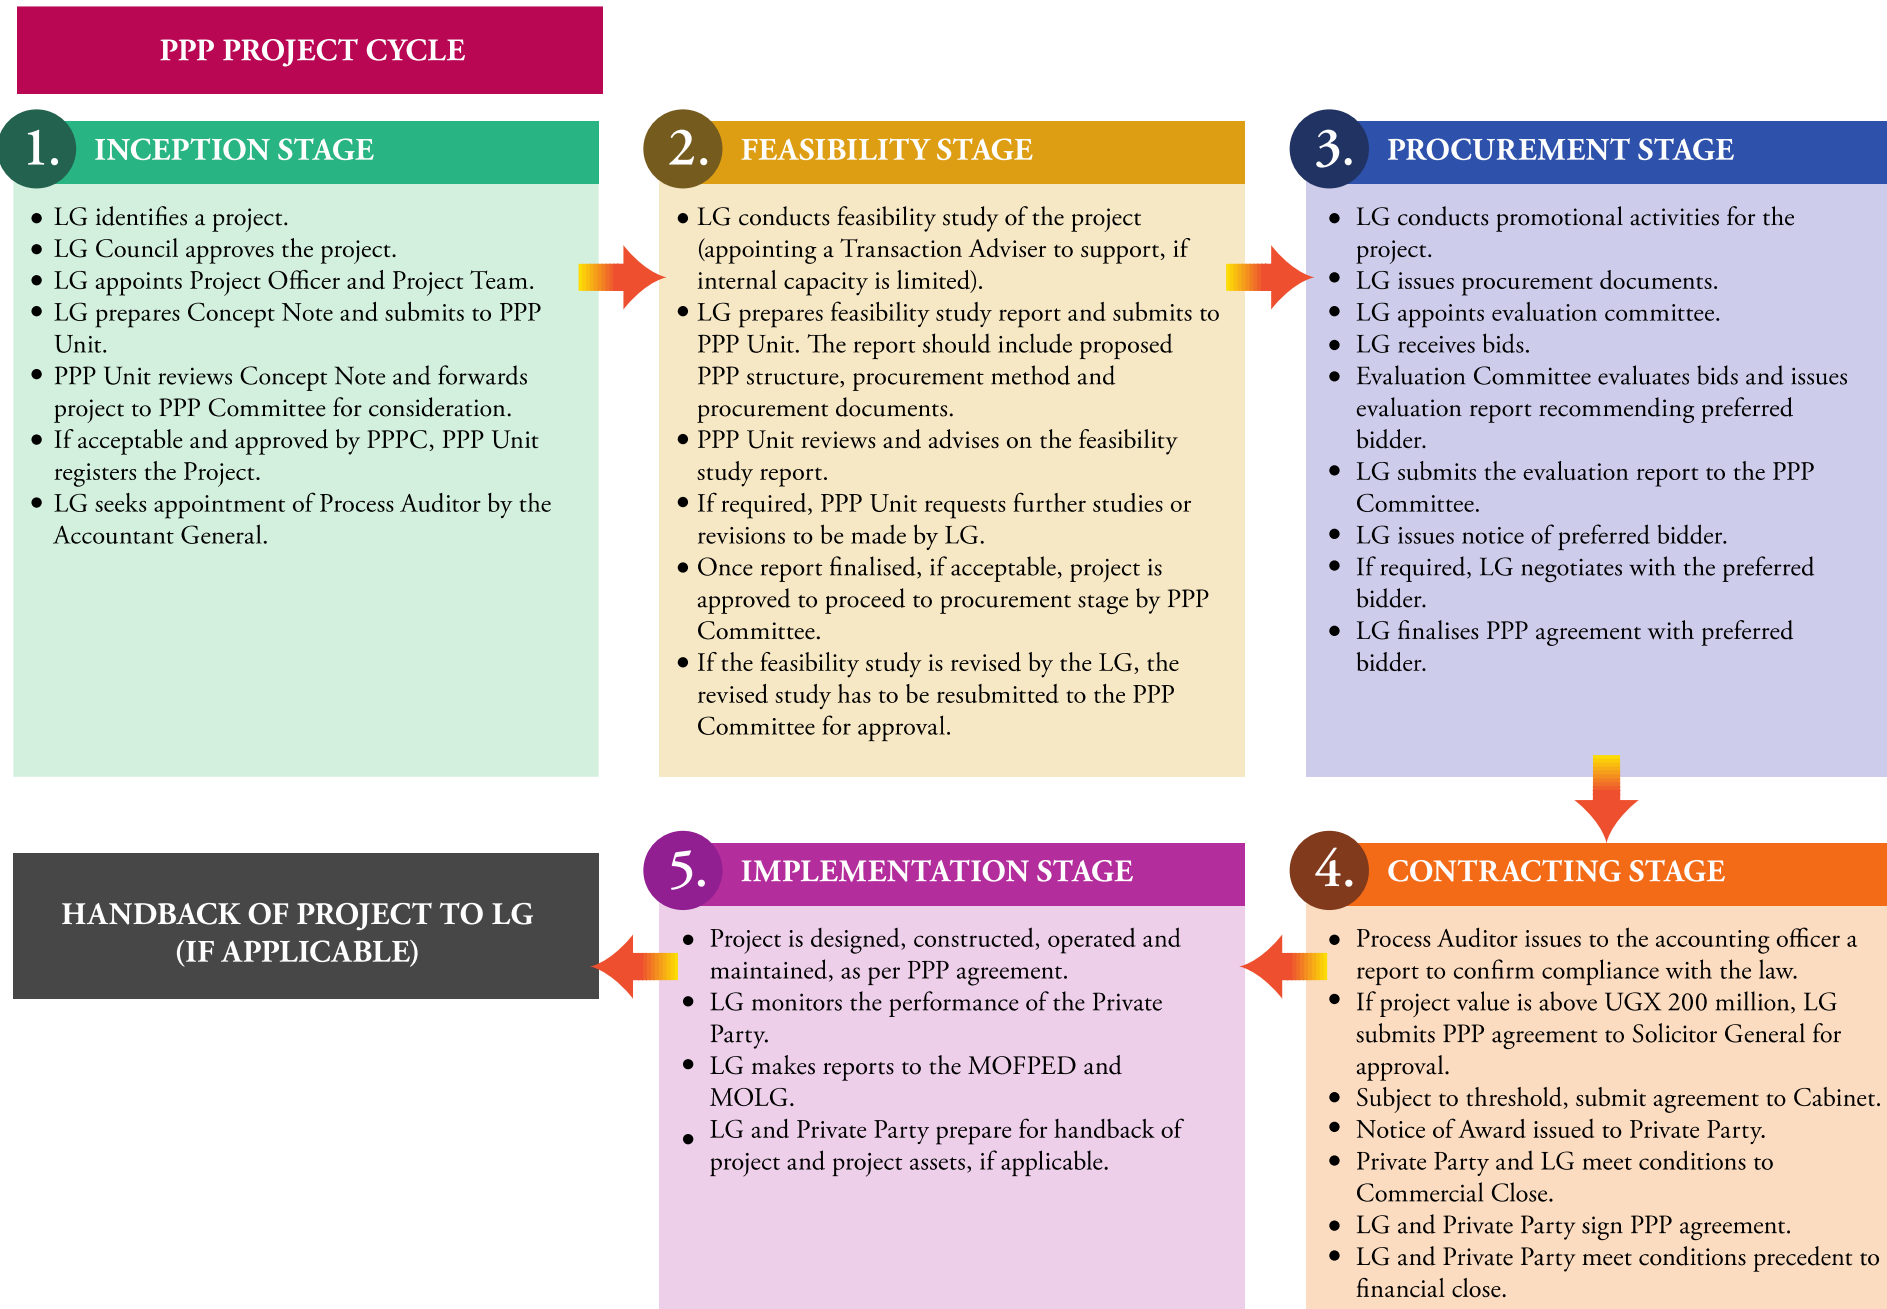 PPP PROJECT CYCLE
1. INCEPTION STAGE
• LG identifies a project.
• LG Council approves the project.
• LG appoints Project Officer and Project Team.
• LG prepares Concept Note and submits to PPP
Unit.
• PPP Unit reviews Concept Note and forwards
project to PPP Committee for consideration.
• If acceptable and approved by PPPC, PPP Unit
registers the Project.
• LG seeks appointment of Process Auditor by the
Accountant General.
2. FEASIBILITY STAGE
• LG conducts feasibility study of the project
(appointing a Transaction Adviser to support, if
internal capacity is limited).
• LG prepares feasibility study report and submits to
PPP Unit. The report should include proposed
PPP structure, procurement method and
procurement documents.
• PPP Unit reviews and advises on the feasibility
study report.
• If required, PPP Unit requests further studies or
revisions to be made by LG.
• Once report finalised, if acceptable, project is
approved to proceed to procurement stage by PPP
Committee.
• If the feasibility study is revised by the LG, the
revised study has to be resubmitted to the PPP
Committee for approval.
3. PROCUREMENT STAGE
• LG conducts promotional activities for the
project.
• LG issues procurement documents.
• LG appoints evaluation committee.
• LG receives bids.
• Evaluation Committee evaluates bids and issues
evaluation report recommending preferred
bidder.
• LG submits the evaluation report to the PPP
Committee.
• LG issues notice of preferred bidder.
• If required, LG negotiates with the preferred
bidder.
• LG finalises PPP agreement with preferred
bidder.
4. CONTRACTING STAGE
• Process Auditor issues to the accounting officer a
report to confirm compliance with the law.
• If project value is above UGX 200 million, LG
submits PPP agreement to Solicitor General for
approval.
• Subject to threshold, submit agreement to Cabinet.
• Notice of Award issued to Private Party.
• Private Party and LG meet conditions to
Commercial Close.
• LG and Private Party sign PPP agreement.
• LG and Private Party meet conditions precedent to
financial close.
5. IMPLEMENTATION STAGE
• Project is designed, constructed, operated and
maintained, as per PPP agreement.
• LG monitors the performance of the Private
Party.
• LG makes reports to the MOFPED and
MOLG.
• LG and Private Party prepare for handback of
project and project assets, if applicable.
HANDBACK OF PROJECT TO LG
(IF APPLICABLE)